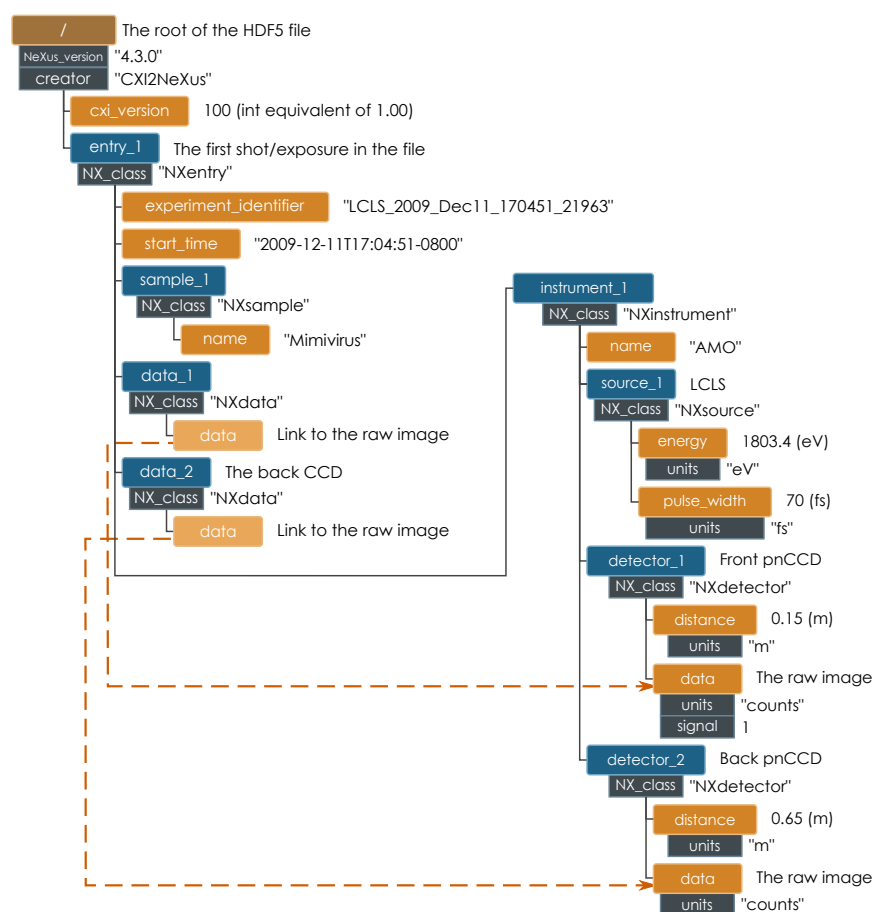 / The root of the HDF5 file
NeXus_version "4.3.0"
creator "CXI2NeXus"
cxi_version 100 (int equivalent of 1.00)
entry_1 The first shot/exposure in the file
NX_class "NXentry"
experiment_identifier "LCLS_2009_Dec11_170451_21963"
start_time "2009-12-11T17:04:51-0800"
sample_1
NX_class "NXsample"
name "Mimivirus"
data_1
NX_class "NXdata"
data Link to the raw image
data_2 The back CCD
NX_class "NXdata"
data Link to the raw image
instrument_1
NX_class "NXinstrument"
name "AMO"
source_1 LCLS
NX_class "NXsource"
energy 1803.4 (eV)
units "eV"
pulse_width 70 (fs)
units "fs"
detector_1 Front pnCCD
NX_class "NXdetector"
distance 0.15 (m)
units "m"
data The raw image
units "counts"
signal 1
detector_2 Back pnCCD
NX_class "NXdetector"
distance 0.65 (m)
units "m"
data The raw image
units "counts"